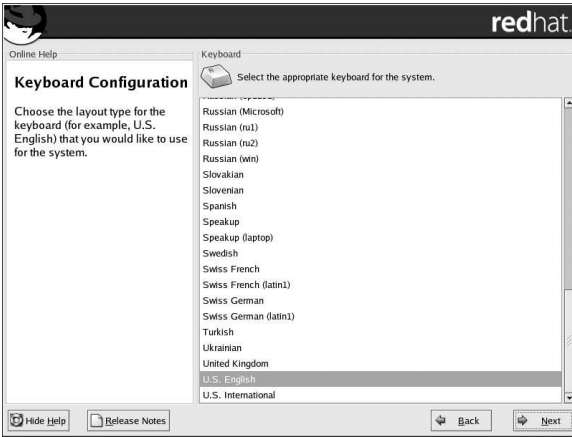 redhat.
Online Help
Keyboard Configuration
Choose the layout type for the
keyboard (for example, U.S.
English) that you would like to use
for the system.
Keyboard
Select the appropriate keyboard for the system.
Russian (Microsoft)
Russian (ru1)
Russian (ru2)
Russian (win)
Slovakian
Slovenian
Spanish
Speakup
Speakup (laptop)
Swedish
Swiss French
Swiss French (latin1)
Swiss German
Swiss German (latin1)
Turkish
Ukrainian
United Kingdom
U.S. English
U.S. International
Hide Help
Release Notes
Back
Next